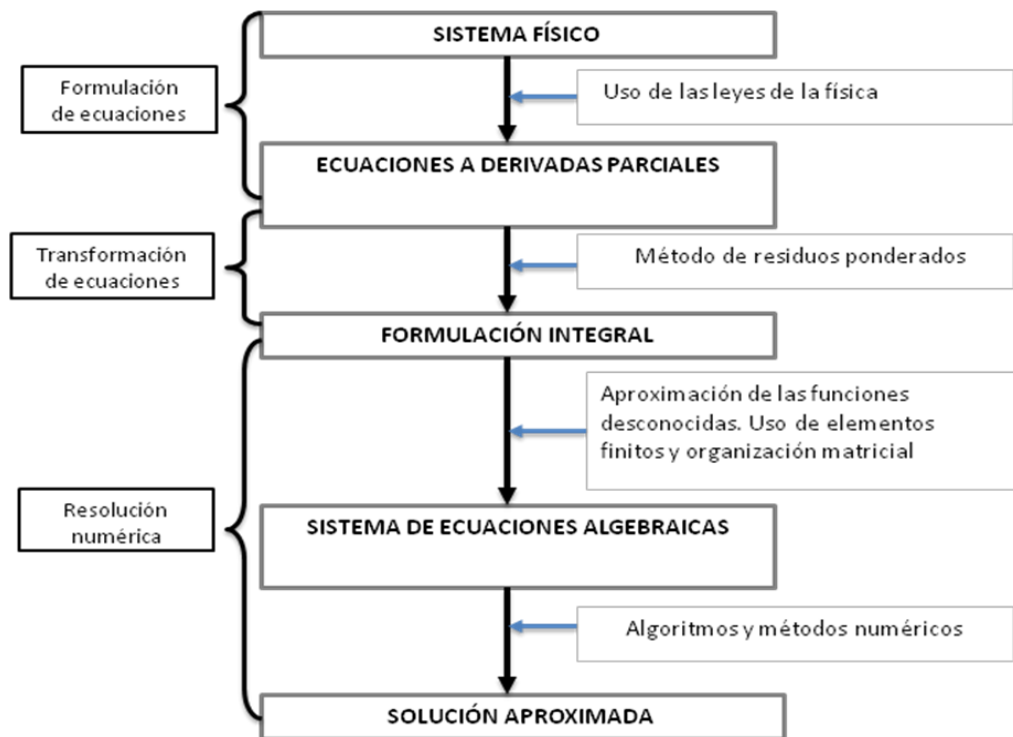 SISTEMA FÍSICO
Formulación
de ecuaciones
Uso de las leyes de la física
ECUACIONES A DERIVADAS PARCIALES
Transformación
de ecuaciones
Método de residuos ponderados
FORMULACIÓN INTEGRAL
Aproximación de las funciones
desconocidas. Uso de elementos
finitos y organización matricial
Resolución
numérica
SISTEMA DE ECUACIONES ALGEBRAICAS
Algoritmos y métodos numéricos
SOLUCIÓN APROXIMADA